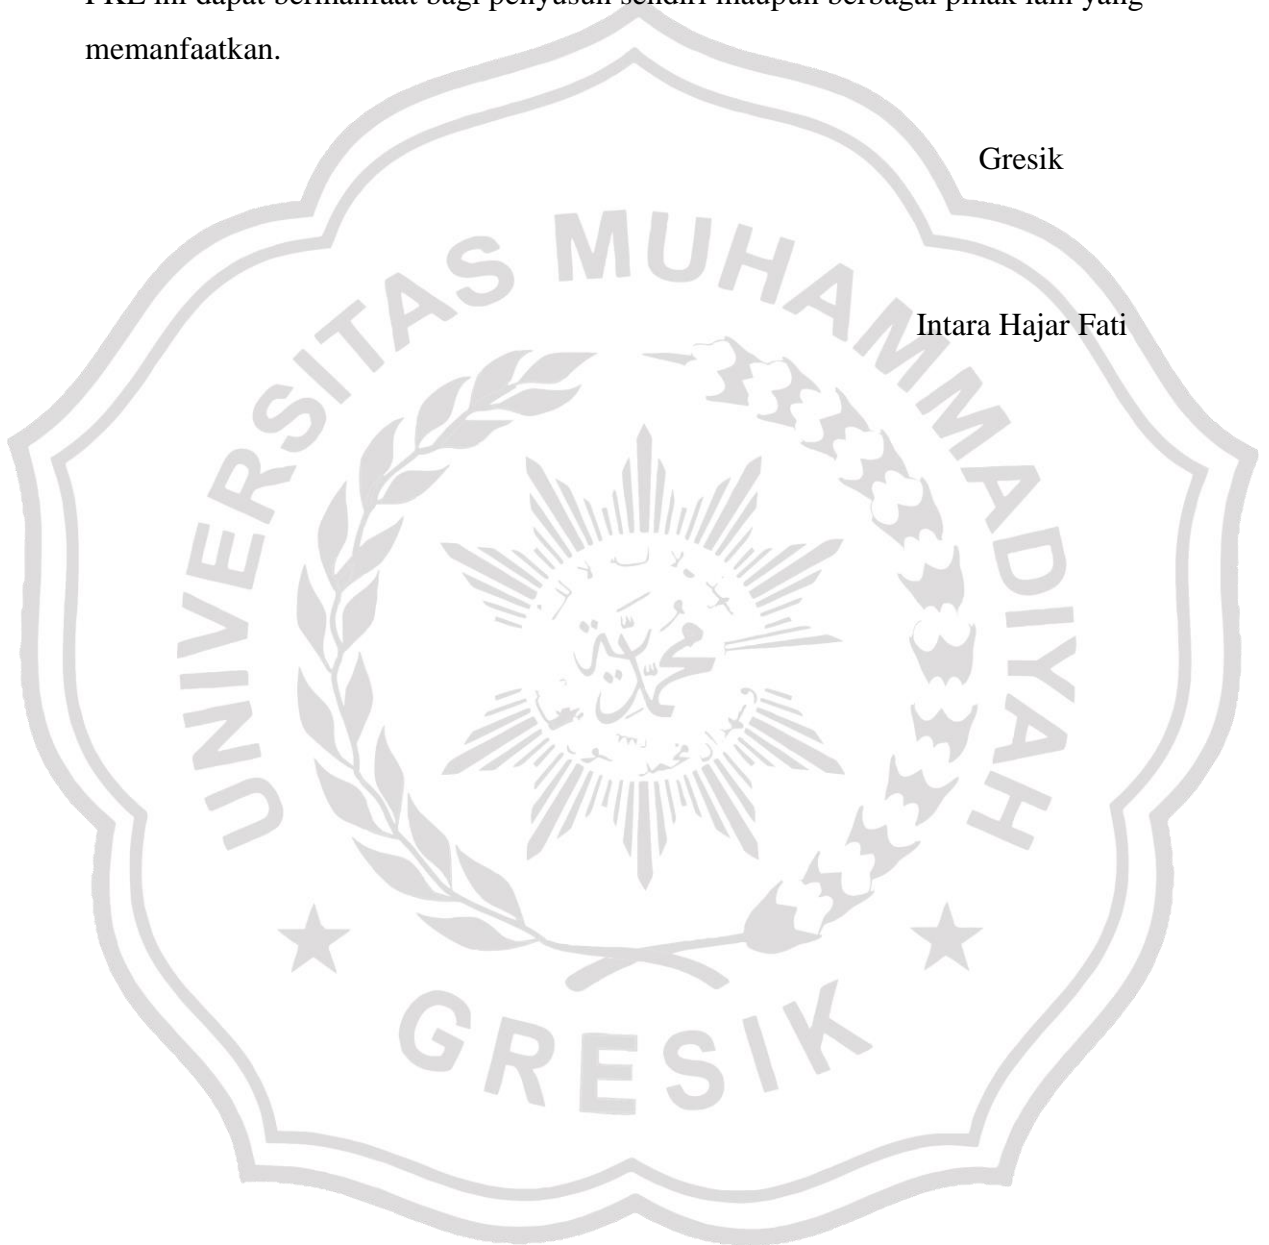 PKL ini dapat bermanfaat bagi penyusun sendiri maupun berbagai pihak lain yang
memanfaatkan.
Gresik
Intara Hajar Fati
UNIVERSITAS MUHAMMADIYAH
محمدية
GRESIK